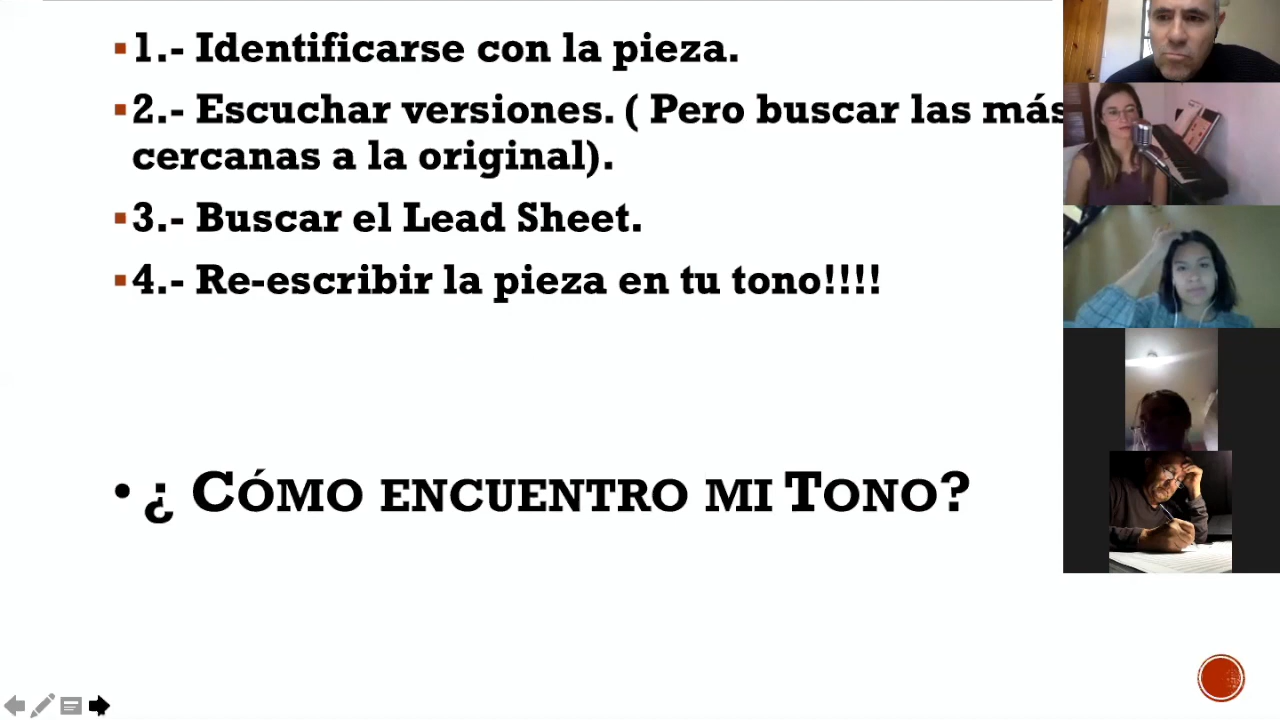 1.- Identificarse con la pieza.
2.- Escuchar versiones. ( Pero buscar las más
cercanas a la original).
3.- Buscar el Lead Sheet.
4.- Re-escribir la pieza en tu tono!!!!
• ¿ CÓMO ENCUENTRO MI TONO?